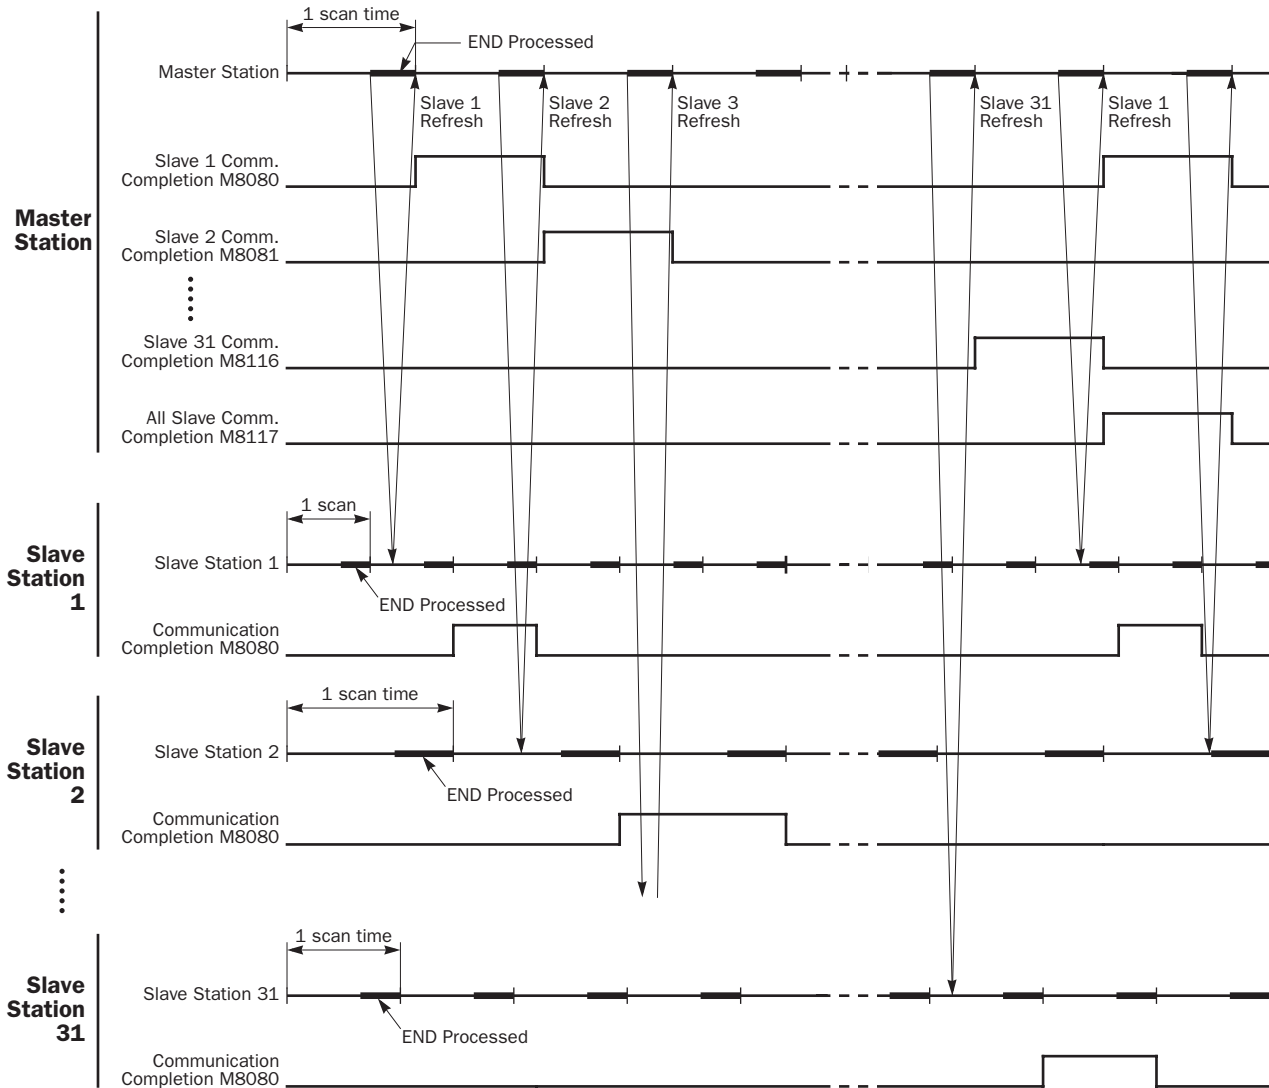 1 scan time
END Processed
Master Station
Slave 1
Refresh
Slave 2
Refresh
Slave 3
Refresh
Slave 31
Refresh
Slave 1
Refresh
Slave 1 Comm.
Completion M8080
Master
Station
Slave 2 Comm.
Completion M8081
Slave 31 Comm.
Completion M8116
All Slave Comm.
Completion M8117
1 scan
Slave
Station
1
Slave Station 1
END Processed
Communication
Completion M8080
1 scan time
Slave
Station
2
Slave Station 2
END Processed
Communication
Completion M8080
1 scan time
Slave
Station
31
Slave Station 31
END Processed
Communication
Completion M8080